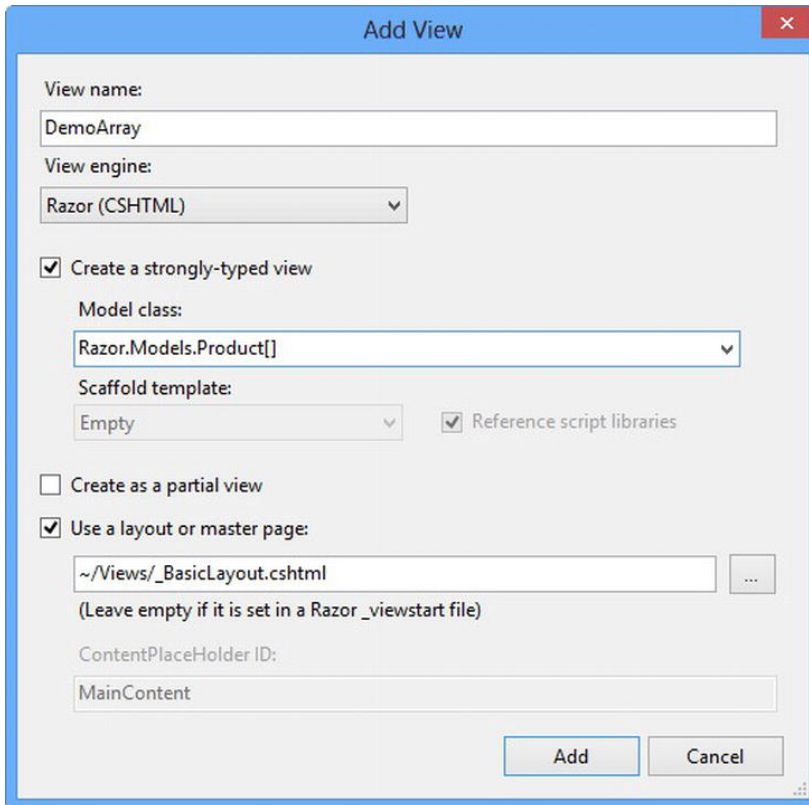 Add View
View name:
DemoArray
View engine:
Razor (CSHTML)
Create a strongly-typed view
Model class:
Razor.Models.Product[]
Scaffold template:
Empty
Reference script libraries
Create as a partial view
Use a layout or master page:
~/Views/_BasicLayout.cshtml
...
(Leave empty if it is set in a Razor _viewstart file)
ContentPlaceHolder ID:
MainContent
Add
Cancel